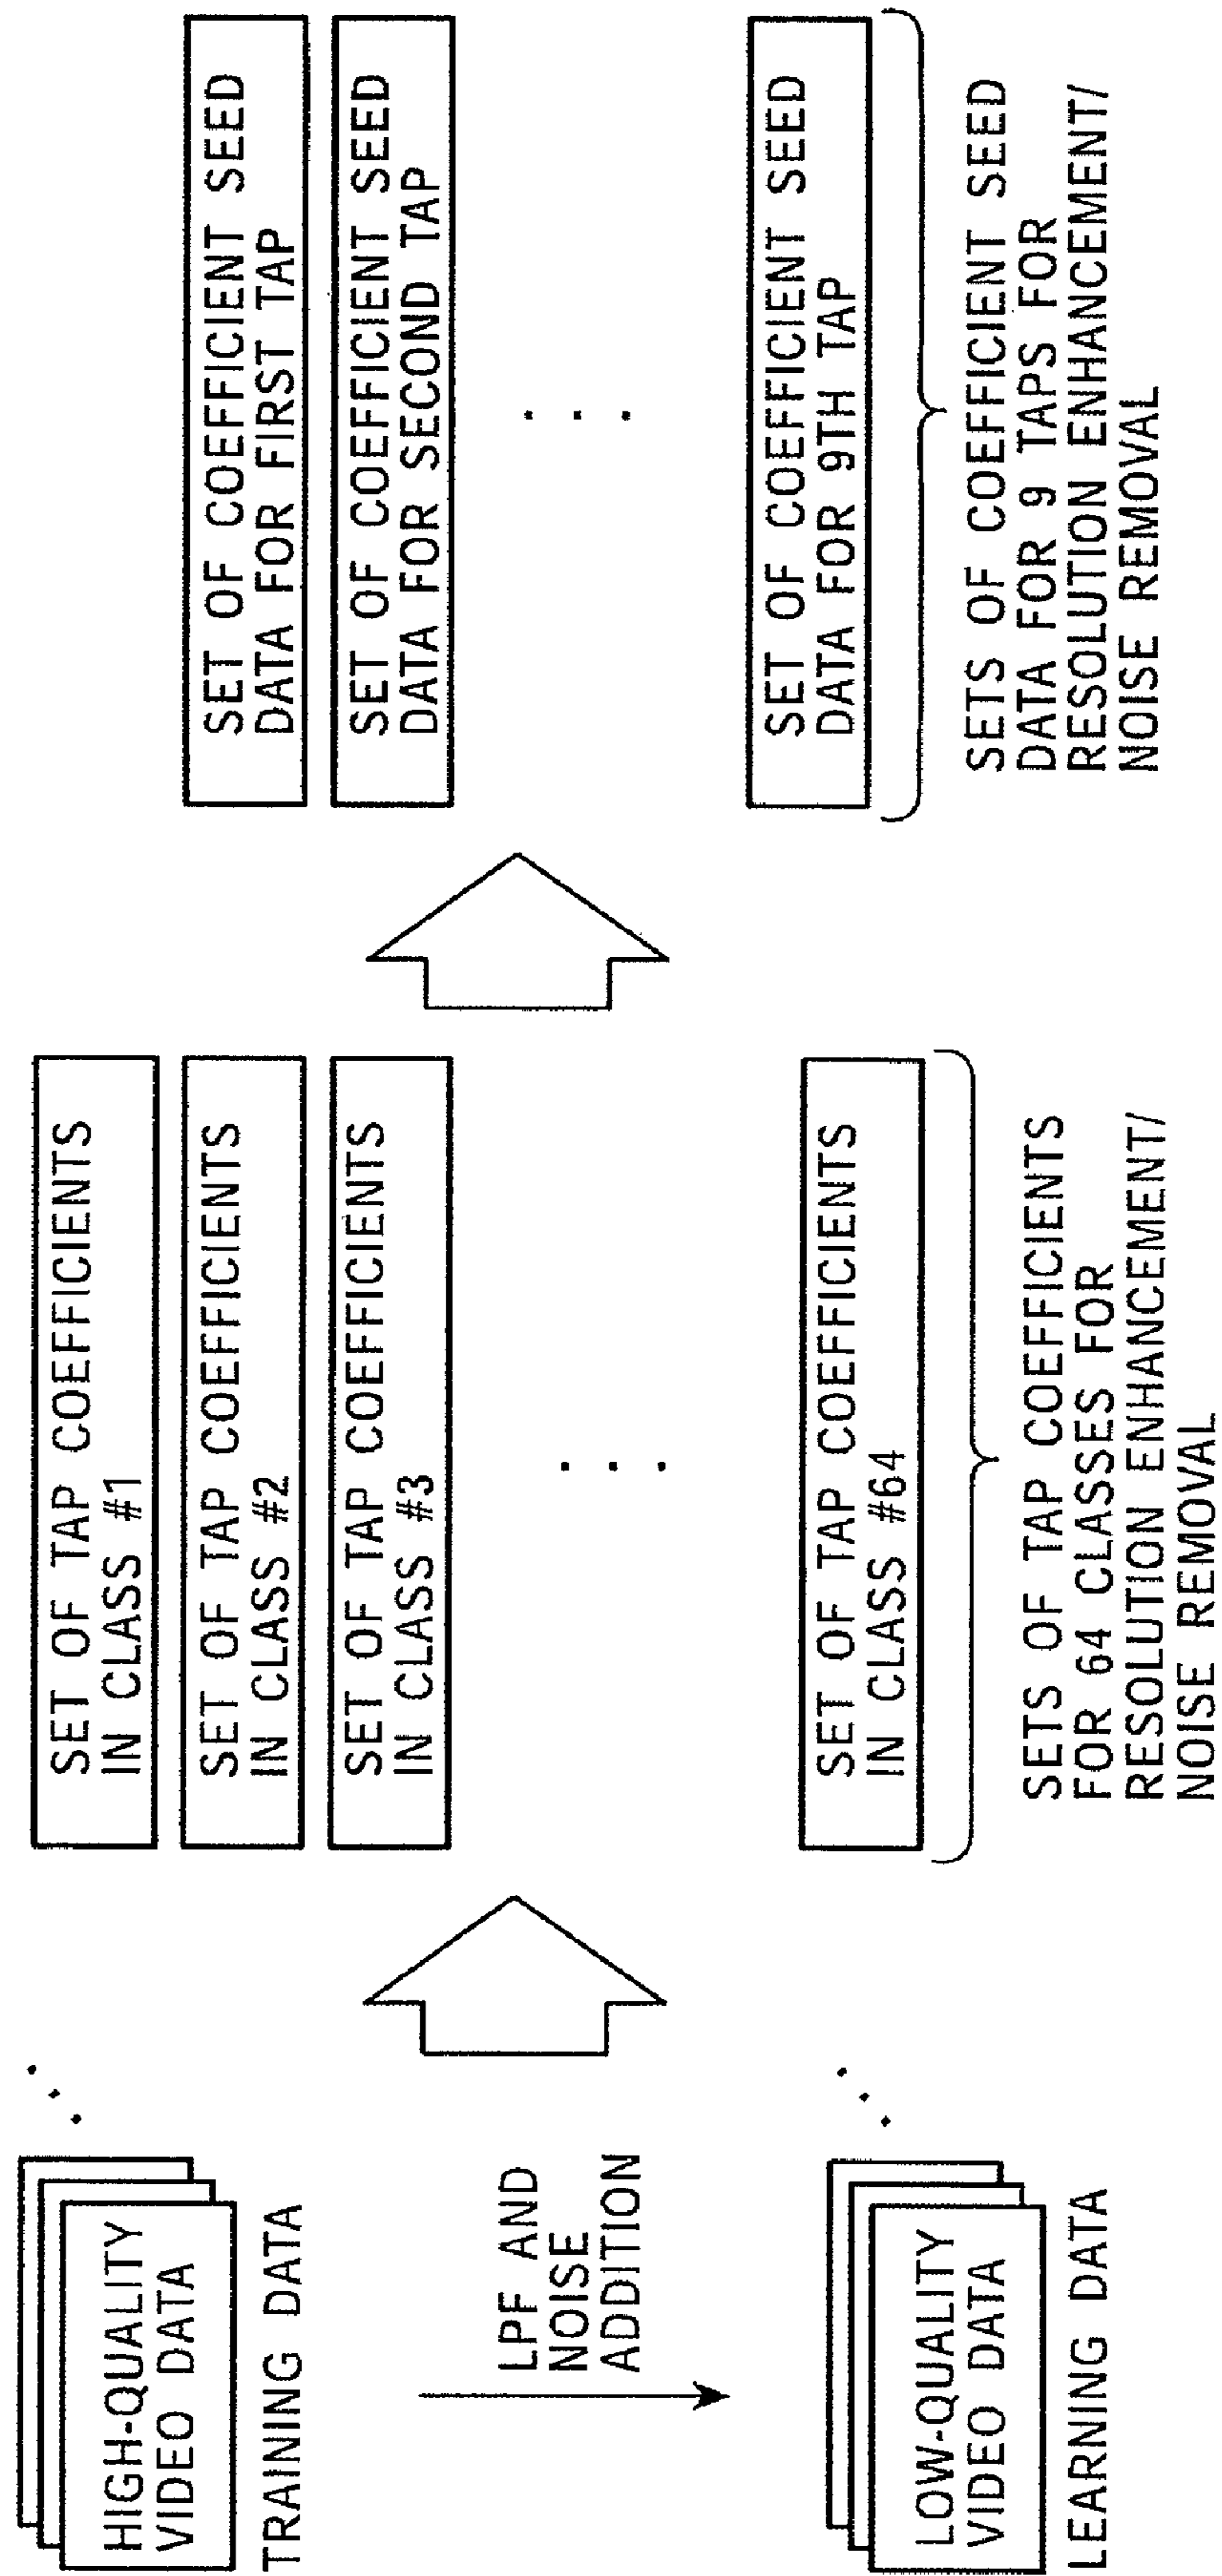 HIGH-QUALITY
VIDEO DATA
TRAINING DATA
LPF AND
NOISE
ADDITION
LOW-QUALITY
VIDEO DATA
LEARNING DATA
SET OF TAP COEFFICIENTS
IN CLASS #1
SET OF TAP COEFFICIENTS
IN CLASS #2
SET OF TAP COEFFICIENTS
IN CLASS #3
. . .
SET OF TAP COEFFICIENTS
IN CLASS #64
SETS OF TAP COEFFICIENTS
FOR 64 CLASSES FOR
RESOLUTION ENHANCEMENT/
NOISE REMOVAL
SET OF COEFFICIENT SEED
DATA FOR FIRST TAP
SET OF COEFFICIENT SEED
DATA FOR SECOND TAP
. . .
SET OF COEFFICIENT SEED
DATA FOR 9TH TAP
SETS OF COEFFICIENT SEED
DATA FOR 9 TAPS FOR
RESOLUTION ENHANCEMENT/
NOISE REMOVAL